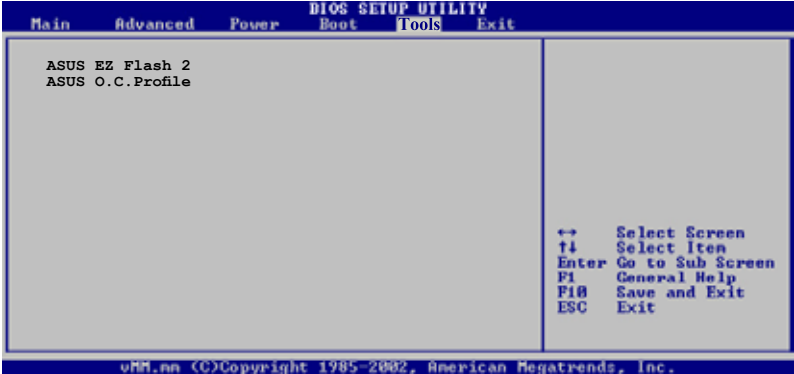 BIOS SETUP UTILITY
Main Advanced Power Boot Tools Exit
ASUS EZ Flash 2
ASUS O.C.Profile
←→ Select Screen
↑↓ Select Item
Enter Go to Sub Screen
F1 General Help
F10 Save and Exit
ESC Exit
vMM.mm (C)Copyright 1985-2002, American Megatrends, Inc.